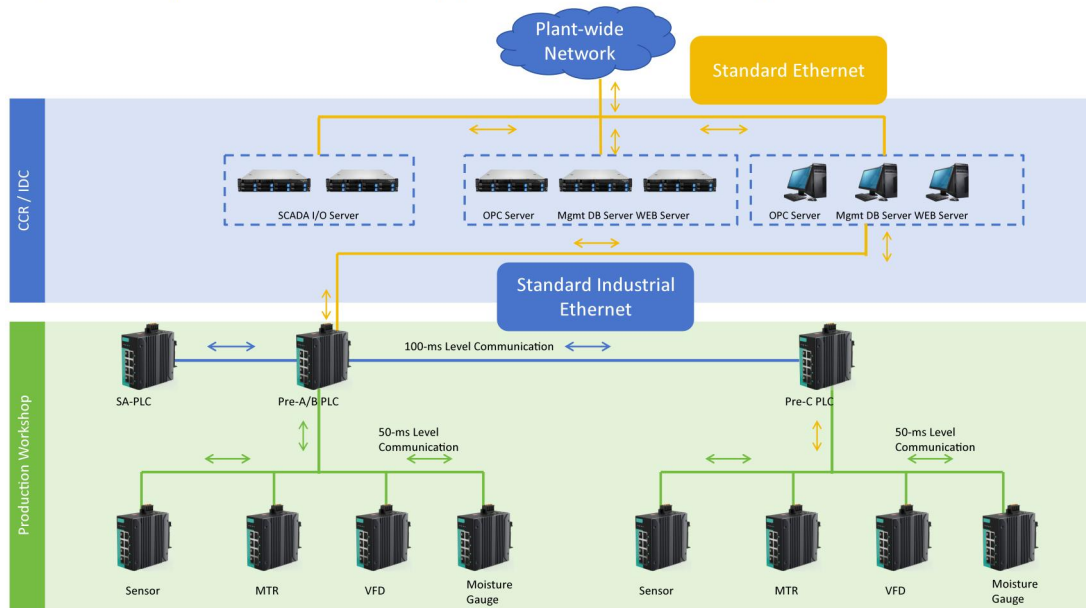 Plant-wide
Network
Standard Ethernet
CCR / IDC
SCADA I/O Server
OPC Server
Mgmt DB Server WEB Server
OPC Server
Mgmt DB Server WEB Server
Standard Industrial
Ethernet
Production Workshop
100-ms Level Communication
SA-PLC
Pre-A/B PLC
Pre-C PLC
50-ms Level
Communication
50-ms Level
Communication
Sensor
MTR
VFD
Moisture
Gauge
Sensor
MTR
VFD
Moisture
Gauge